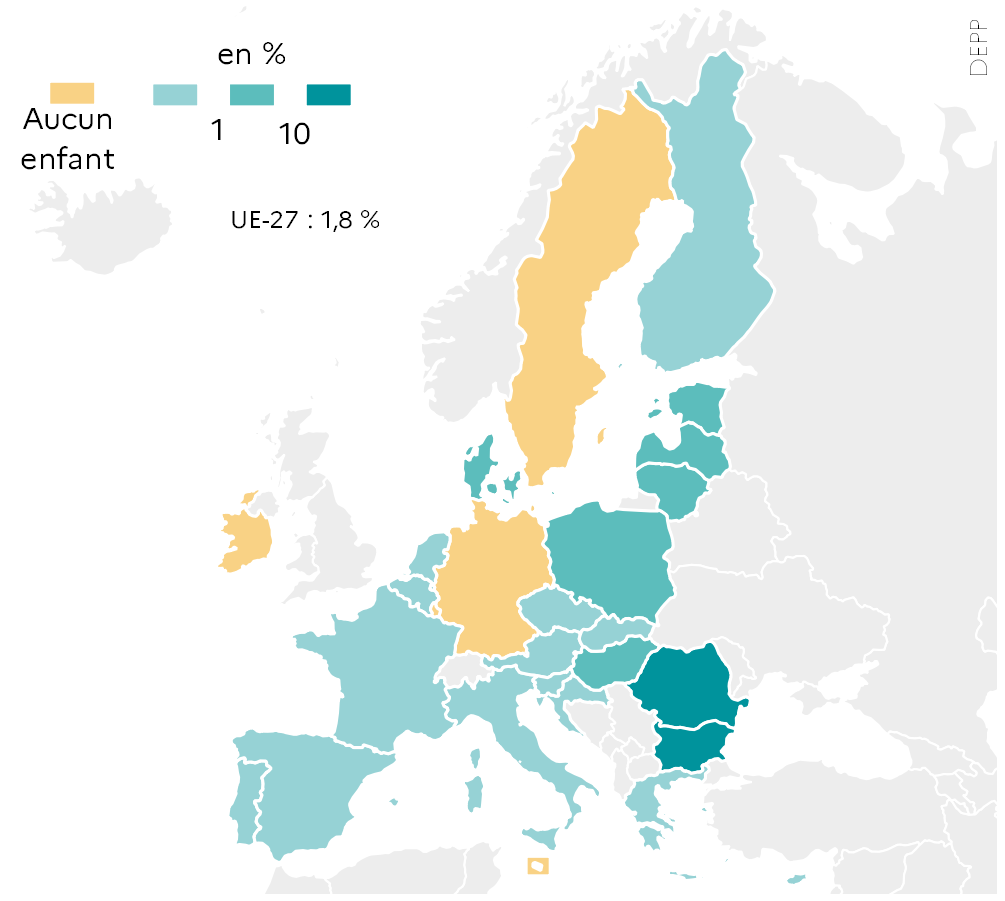 en %
Aucun
enfant
1
10
UE-27 : 1,8 %
DEPP